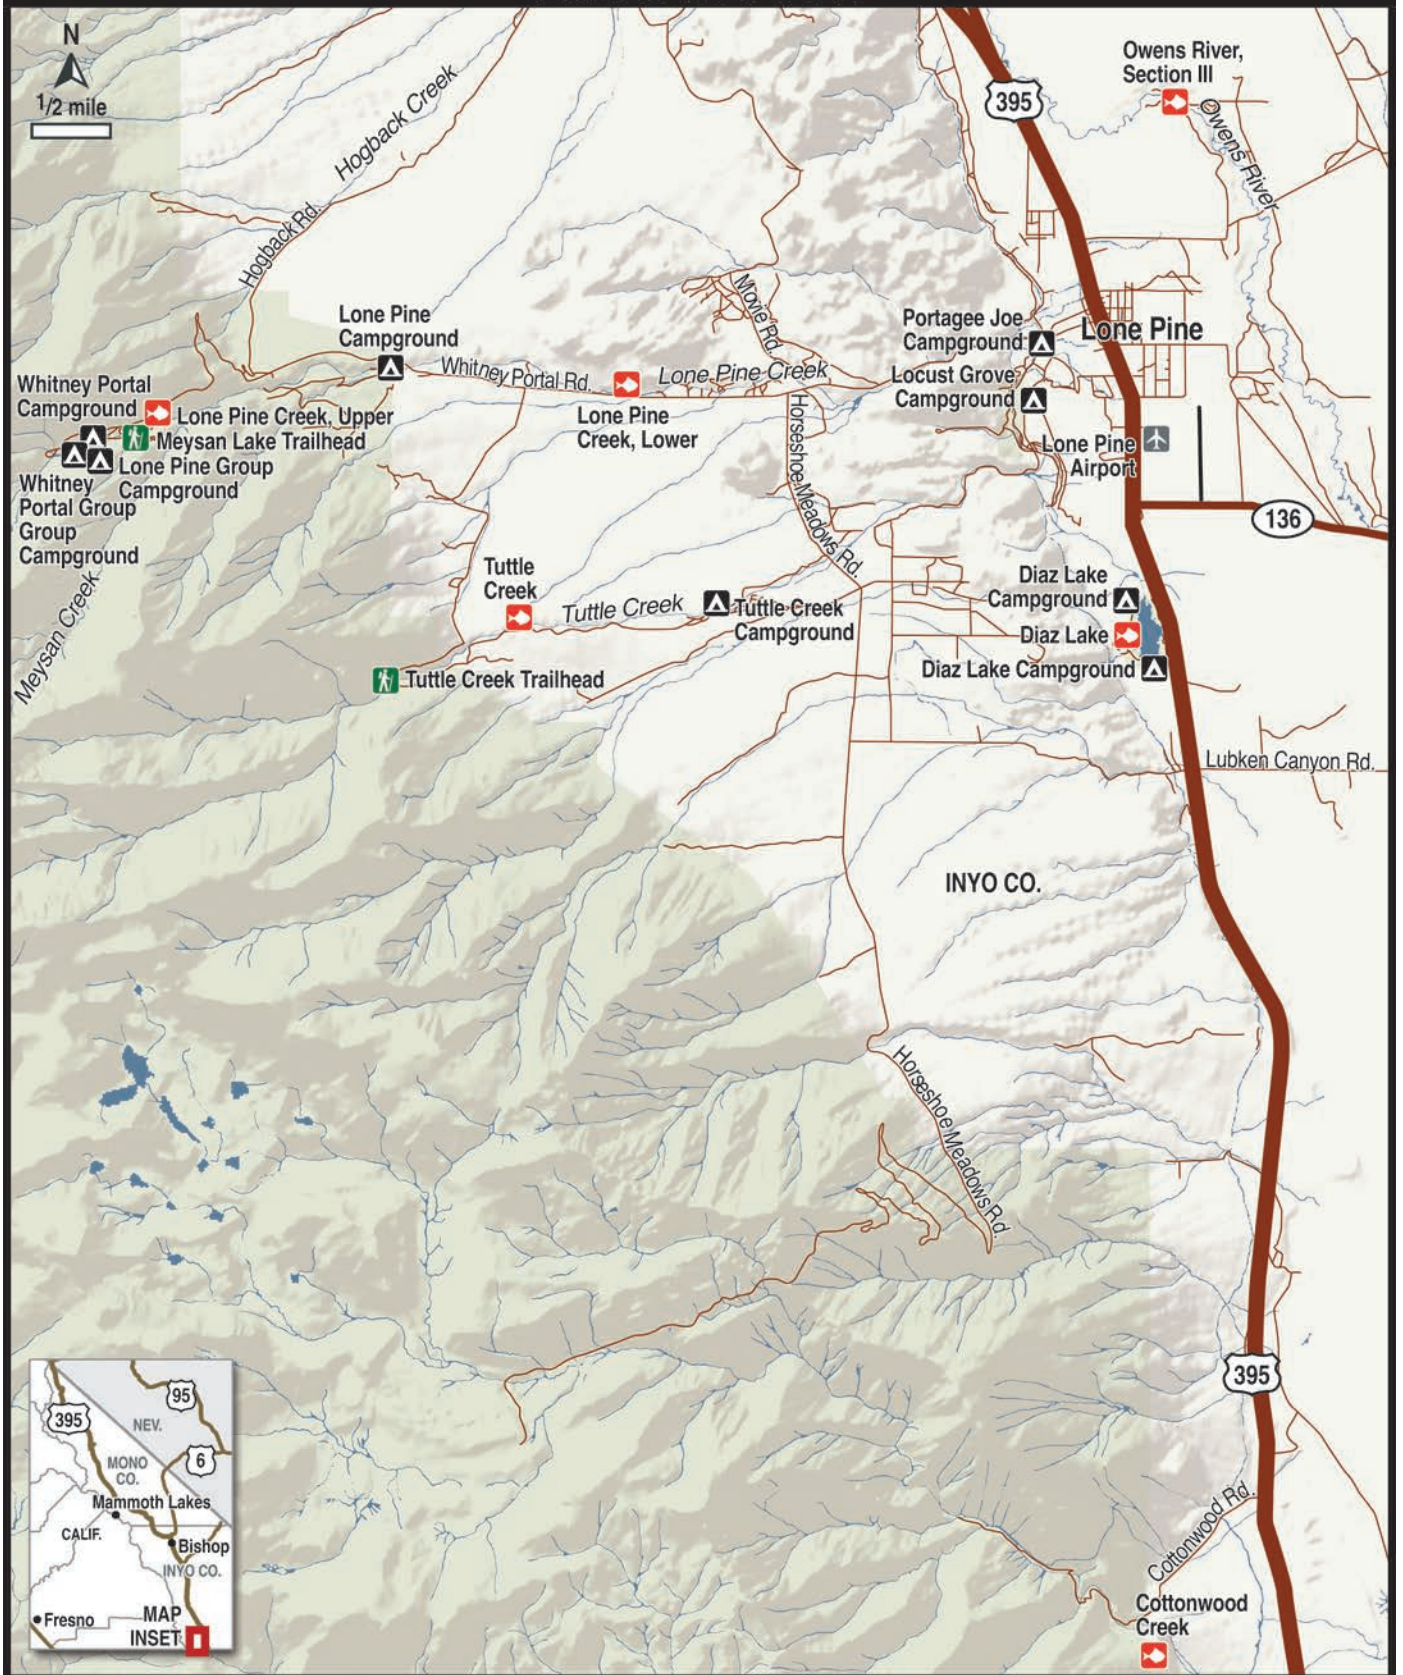 N
1/2 mile
395
Owens River,
Section III
Owens River
Hogback Creek
Hogback Rd.
Movie Rd.
Lone Pine
Campground
Whitney Portal Rd.
Lone Pine Creek
Lone Pine
Creek, Lower
Portagee Joe
Campground
Lone Pine
Locust Grove
Campground
Lone Pine
Airport
136
Whitney Portal
Campground
Lone Pine Creek, Upper
Meysan Lake Trailhead
Lone Pine Group
Campground
Whitney
Portal Group
Group
Campground
Meysan Creek
Horseshoe Meadows Rd.
Tuttle
Creek
Tuttle Creek
Tuttle Creek
Campground
Tuttle Creek Trailhead
Diaz Lake
Campground
Diaz Lake
Diaz Lake Campground
Lubken Canyon Rd.
INYO CO.
Horseshoe Meadows Rd.
395
Cottonwood Rd.
Cottonwood
Creek
95
395
NEV.
6
MONO
CO.
Mammoth Lakes
CALIF.
Bishop
INYO CO.
Fresno
MAP
INSET